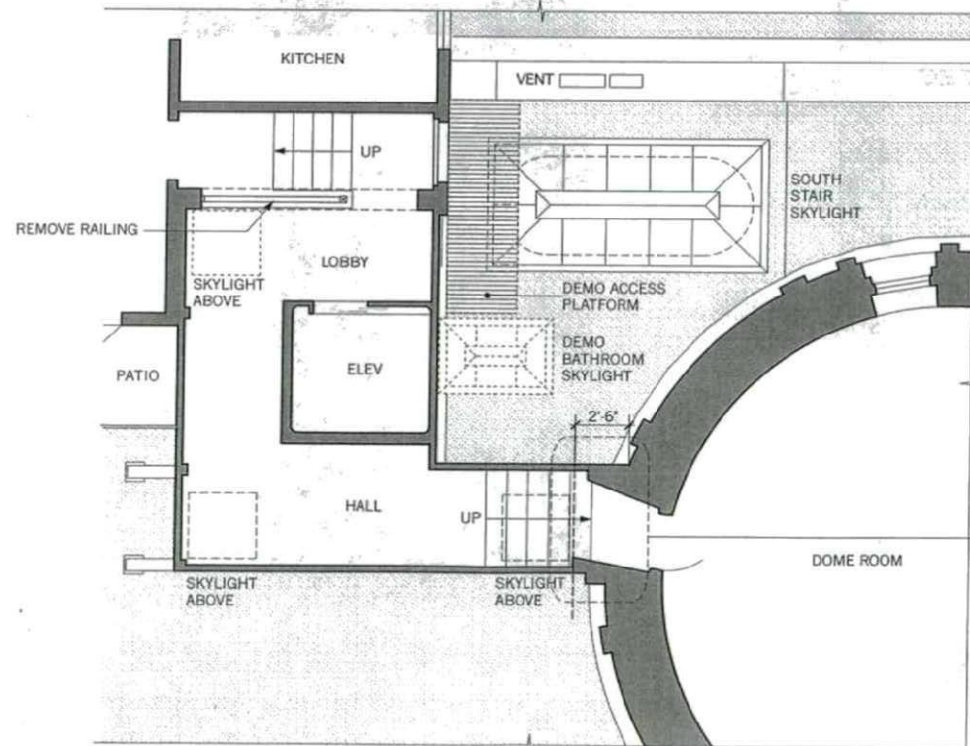 KITCHEN
VENT
UP
SOUTH
STAIR
SKYLIGHT
REMOVE RAILING
LOBBY
SKYLIGHT
ABOVE
DEMO ACCESS
PLATFORM
DEMO
BATHROOM
SKYLIGHT
PATIO
ELEV
2'-6"
HALL
UP
DOME ROOM
SKYLIGHT
ABOVE
SKYLIGHT
ABOVE